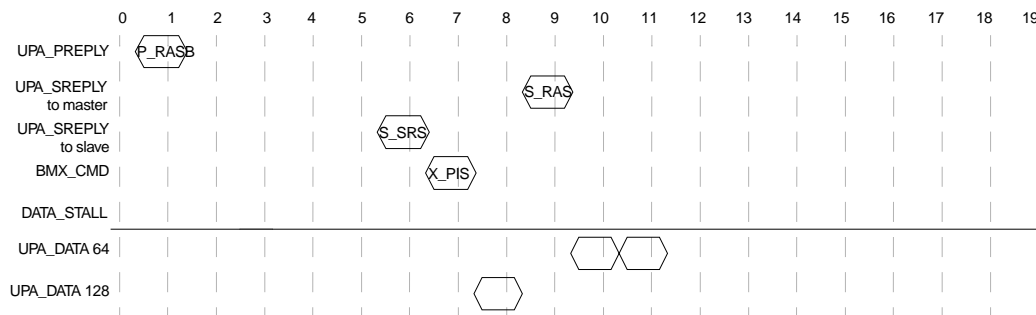 0 1 2 3 4 5 6 7 8 9 10 11 12 13 14 15 16 17 18 19
UPA_PREPLY P_RASB
UPA_SREPLY
to master S_RAS
UPA_SREPLY
to slave S_SRS
BMX_CMD X_PIS
DATA_STALL
UPA_DATA 64
UPA_DATA 128